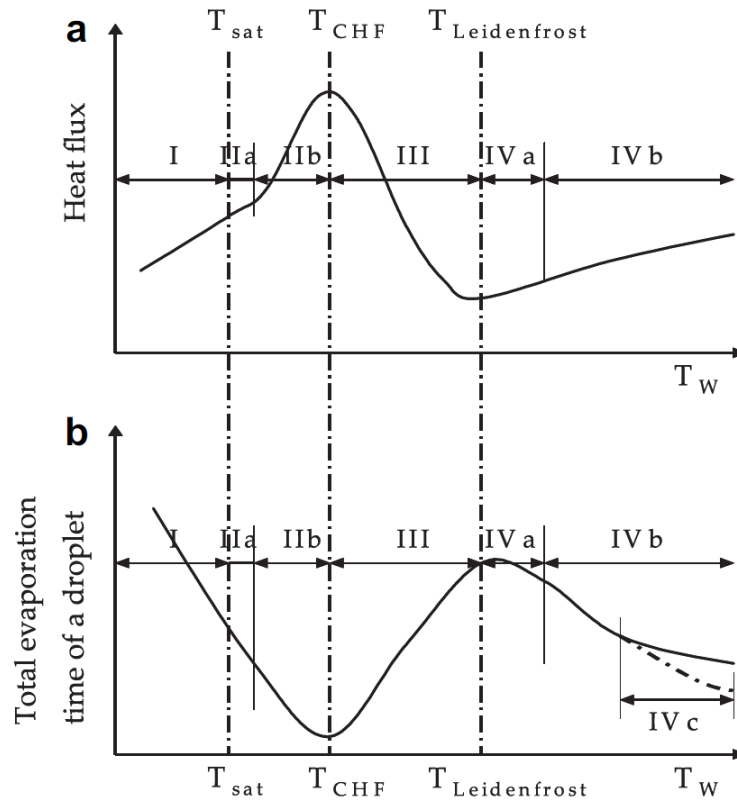 a
T sat T CHF T Leidenfrost
Heat flux
I IIa IIb III IV a IV b
T W
b
Total evaporation
time of a droplet
I IIa IIb III IV a IV b
IV c
T sat T CHF T Leidenfrost T W